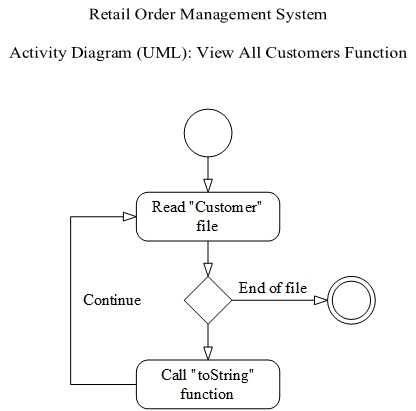 Retail Order Management System
Activity Diagram (UML): View All Customers Function
Read "Customer"
file
End of file
Continue
Call "toString"
function